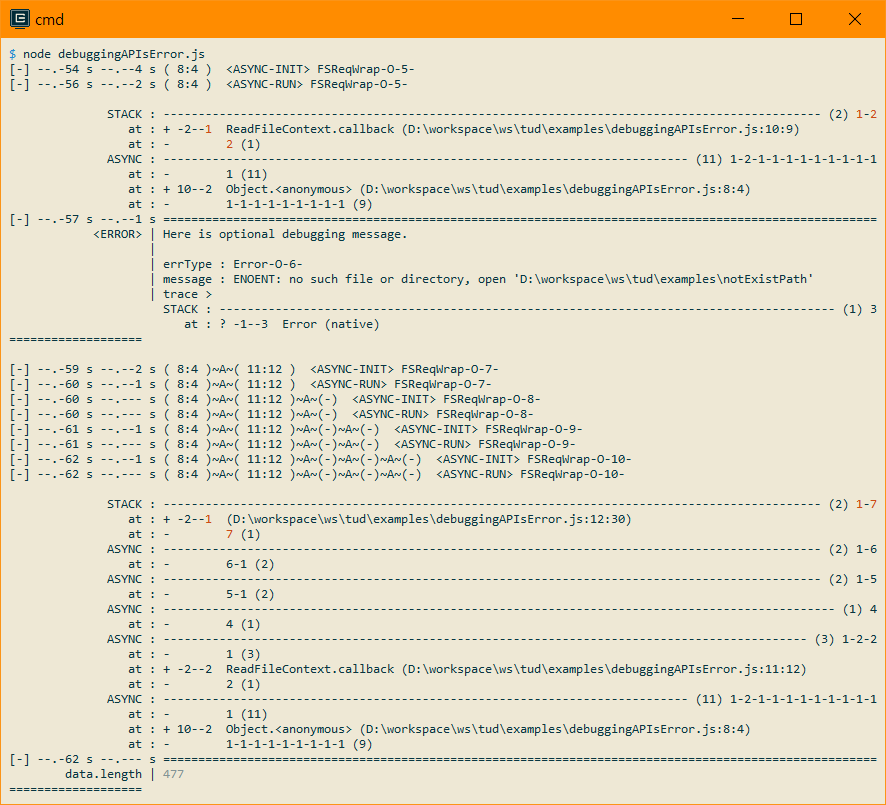 cmd
$ node debuggingAPIsError.js
[-] --.-54 s --.--4 s ( 8:4 )  <ASYNC-INIT> FSReqWrap-O-5-
[-] --.-56 s --.--2 s ( 8:4 )  <ASYNC-RUN> FSReqWrap-O-5-
STACK : ---------------------------------------------------------------------------------------------- (2) 1-2
at : + -2--1  ReadFileContext.callback (D:\workspace\ws\tud\examples\debuggingAPIsError.js:10:9)
at : -        2 (1)
ASYNC : --------------------------------------------------------------------------- (11) 1-2-1-1-1-1-1-1-1-1-1
at : -        1 (11)
at : + 10--2  Object.<anonymous> (D:\workspace\ws\tud\examples\debuggingAPIsError.js:8:4)
at : -        1-1-1-1-1-1-1-1-1 (9)
[-] --.-57 s --.--1 s ======================================================================================================
<ERROR> | Here is optional debugging message.
|
| errType : Error-O-6-
| message : ENOENT: no such file or directory, open 'D:\workspace\ws\tud\examples\notExistPath'
| trace >
STACK : ---------------------------------------------------------------------------------------- (1) 3
at : ? -1--3  Error (native)
===================
[-] --.-59 s --.--2 s ( 8:4 )~A~( 11:12 )  <ASYNC-INIT> FSReqWrap-O-7-
[-] --.-60 s --.--1 s ( 8:4 )~A~( 11:12 )  <ASYNC-RUN> FSReqWrap-O-7-
[-] --.-60 s --.--- s ( 8:4 )~A~( 11:12 )~A~(-)  <ASYNC-INIT> FSReqWrap-O-8-
[-] --.-60 s --.--- s ( 8:4 )~A~( 11:12 )~A~(-)  <ASYNC-RUN> FSReqWrap-O-8-
[-] --.-61 s --.--1 s ( 8:4 )~A~( 11:12 )~A~(-)~A~(-)  <ASYNC-INIT> FSReqWrap-O-9-
[-] --.-61 s --.--- s ( 8:4 )~A~( 11:12 )~A~(-)~A~(-)  <ASYNC-RUN> FSReqWrap-O-9-
[-] --.-62 s --.--1 s ( 8:4 )~A~( 11:12 )~A~(-)~A~(-)~A~(-)  <ASYNC-INIT> FSReqWrap-O-10-
[-] --.-62 s --.--- s ( 8:4 )~A~( 11:12 )~A~(-)~A~(-)~A~(-)  <ASYNC-RUN> FSReqWrap-O-10-
STACK : ---------------------------------------------------------------------------------------------- (2) 1-7
at : + -2--1  (D:\workspace\ws\tud\examples\debuggingAPIsError.js:12:30)
at : -        7 (1)
ASYNC : ---------------------------------------------------------------------------------------------- (2) 1-6
at : -        6-1 (2)
ASYNC : ---------------------------------------------------------------------------------------------- (2) 1-5
at : -        5-1 (2)
ASYNC : ------------------------------------------------------------------------------------------------ (1) 4
at : -        4 (1)
ASYNC : -------------------------------------------------------------------------------------------- (3) 1-2-2
at : -        1 (3)
at : + -2--2  ReadFileContext.callback (D:\workspace\ws\tud\examples\debuggingAPIsError.js:11:12)
at : -        2 (1)
ASYNC : --------------------------------------------------------------------------- (11) 1-2-1-1-1-1-1-1-1-1-1
at : -        1 (11)
at : + 10--2  Object.<anonymous> (D:\workspace\ws\tud\examples\debuggingAPIsError.js:8:4)
at : -        1-1-1-1-1-1-1-1-1 (9)
[-] --.-62 s --.--- s ======================================================================================================
data.length | 477
===================